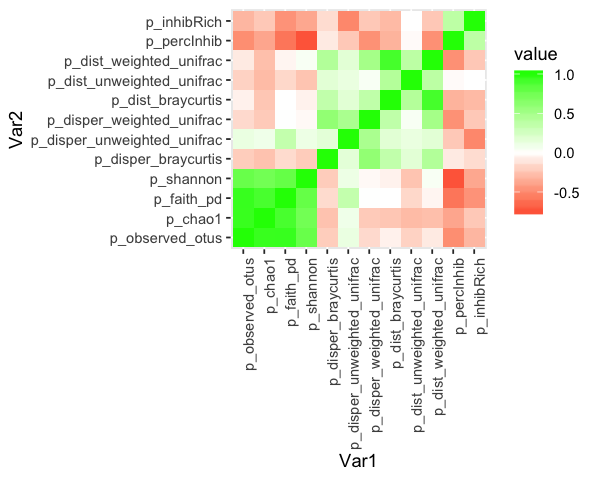 p_inhibRich
p_percInhib
p_dist_weighted_unifrac
p_dist_unweighted_unifrac
p_dist_braycurtis
p_disper_weighted_unifrac
p_disper_unweighted_unifrac
p_disper_braycurtis
p_shannon
p_faith_pd
p_chao1
p_observed_otus
Var2
p_observed_otus
p_chao1
p_faith_pd
p_shannon
p_disper_braycurtis
p_disper_unweighted_unifrac
p_disper_weighted_unifrac
p_dist_braycurtis
p_dist_unweighted_unifrac
p_dist_weighted_unifrac
p_percInhib
p_inhibRich
Var1
value
1.0
0.5
0.0
-0.5